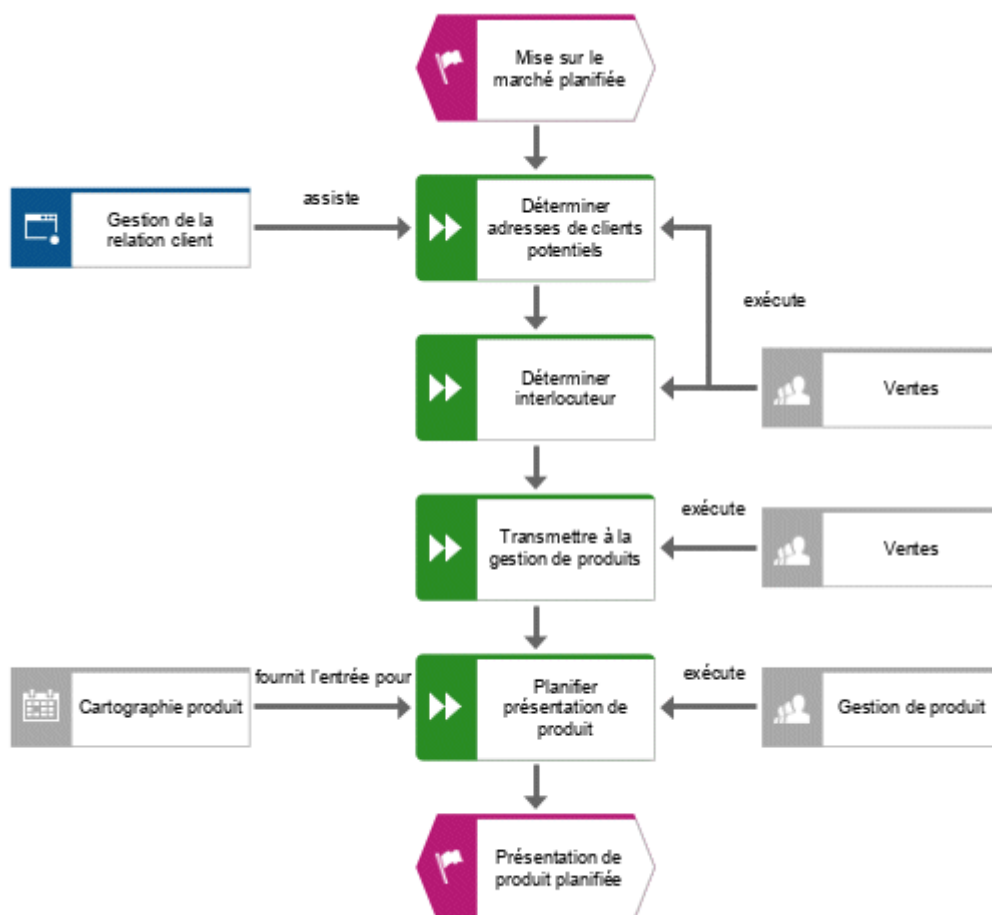 Mise sur le
marché planifiée
assiste
Gestion de la
relation client
Déterminer
adresses de clients
potentiels
exécute
Déterminer
interlocuteur
Ventes
exécute
Transmettre à la
gestion de produits
Ventes
fournit l'entrée pour
exécute
Cartographie produit
Planifier
présentation de
produit
Gestion de produit
Présentation de
produit planifiée